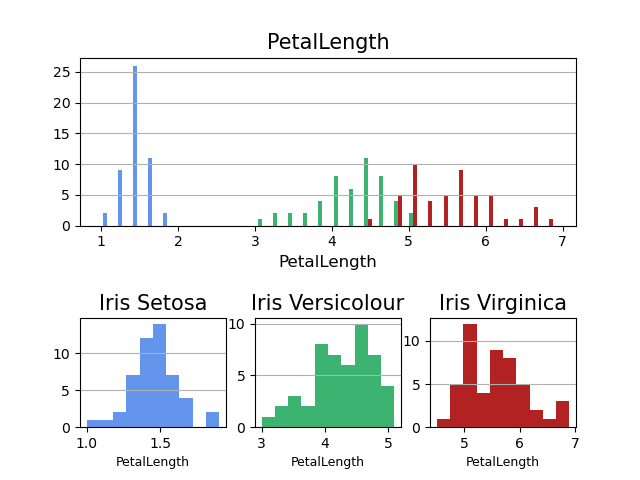 PetalLength
25
20
15
10
5
0
1 2 3 4 5 6 7
PetalLength
Iris Setosa Iris Versicolour Iris Virginica
10 5 0
10 5 0
10 5 0
1.0 1.5 3 4 5 5 6 7
PetalLength PetalLength PetalLength